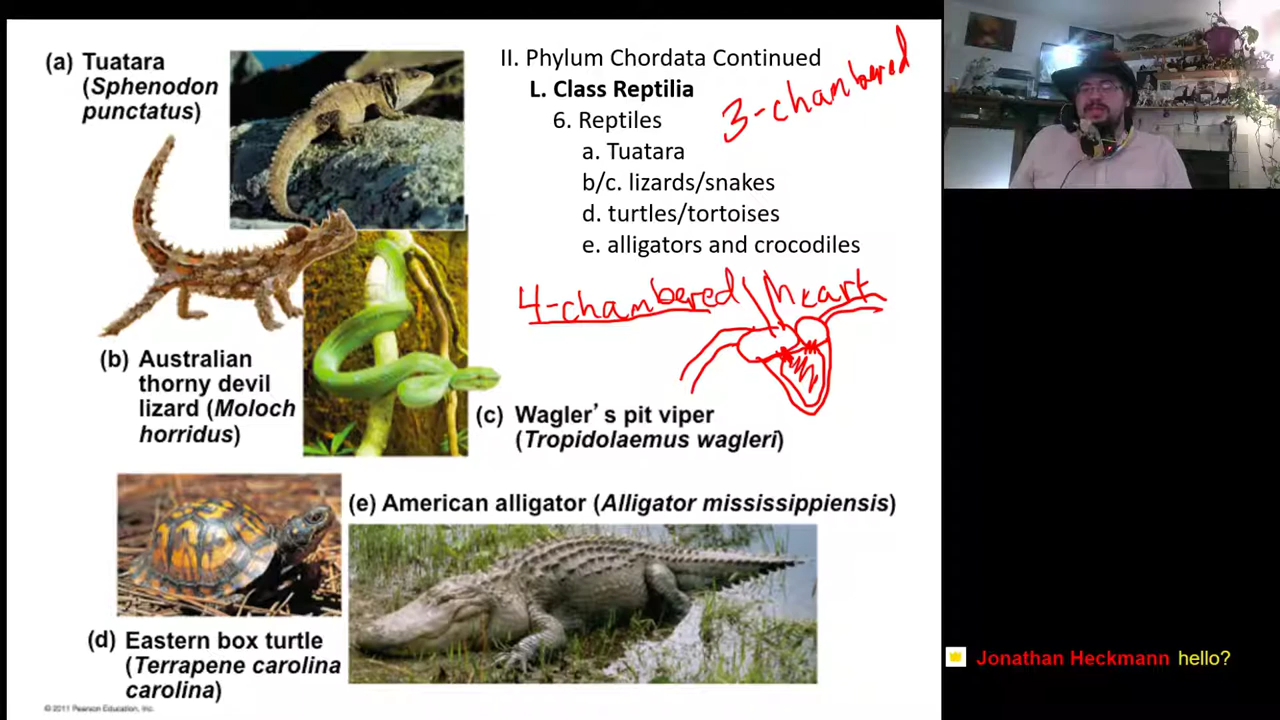 (a) Tuatara
(Sphenodon
punctatus)
II. Phylum Chordata Continued
L. Class Reptilia
6. Reptiles
3-chambered
a. Tuatara
b/c. lizards/snakes
d. turtles/tortoises
e. alligators and crocodiles
4-chambered heart
(b) Australian
thorny devil
lizard (Moloch
horridus)
(c) Wagler’s pit viper
(Tropidolaemus wagleri)
(e) American alligator (Alligator mississippiensis)
(d) Eastern box turtle
(Terrapene carolina
carolina)
© 2011 Pearson Education, Inc.
Jonathan Heckmann hello?